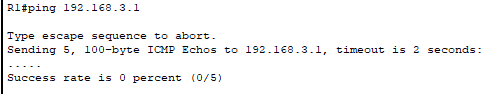 R1#ping 192.168.3.1
Type escape sequence to abort.
Sending 5, 100-byte ICMP Echos to 192.168.3.1, timeout is 2 seconds:
.....
Success rate is 0 percent (0/5)